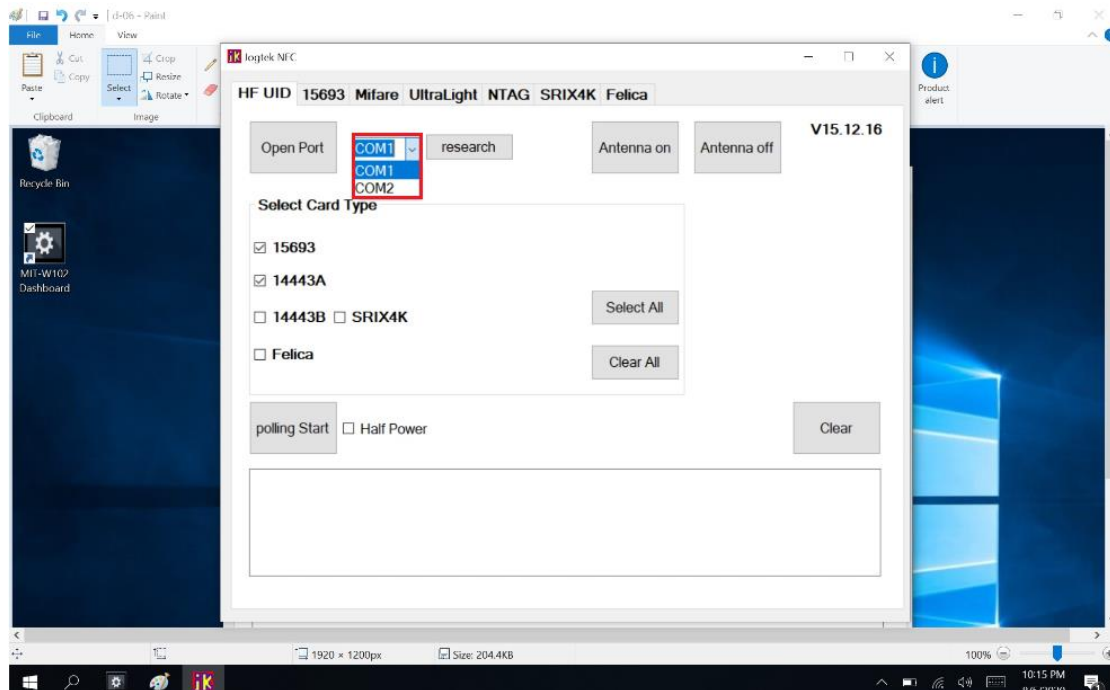 d-06 - Paint
File Home View
Paste
Cut
Copy
Clipboard
Select
Crop
Resize
Rotate
Image
Product
alert
Recycle Bin
MIT-W102
Dashboard
NFC
HF UID 15693 Mifare UltraLight NTAG SRIX4K Felica
V15.12.16
Open Port COM1 research Antenna on Antenna off
COM1
COM2
Select Card Type
15693
14443A
14443B SRIX4K
Felica
Select All
Clear All
polling Start Half Power Clear
1920 × 1200px Size: 204.4KB 100%
10:15 PM